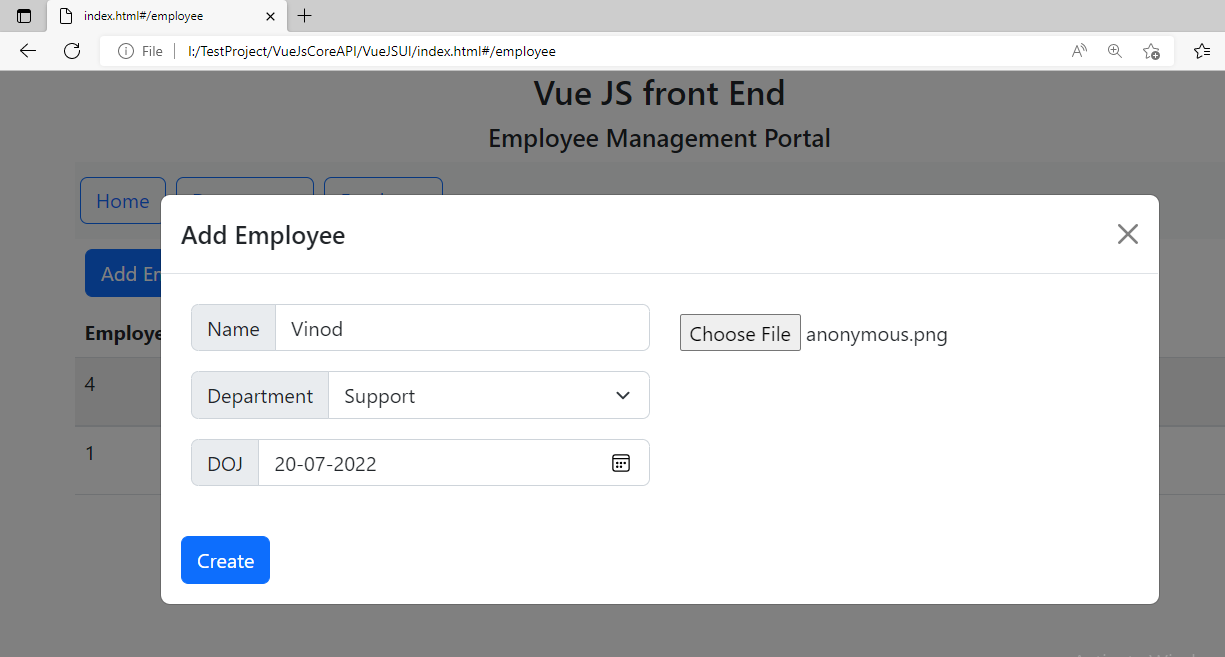 index.html#/employee
File I:/TestProject/VueJsCoreAPI/VueJSUI/index.html#/employee
Vue JS front End
Employee Management Portal
Home
Add Employee
Name Vinod
Choose File anonymous.png
Department Support
DOJ 20-07-2022
4
1
Create